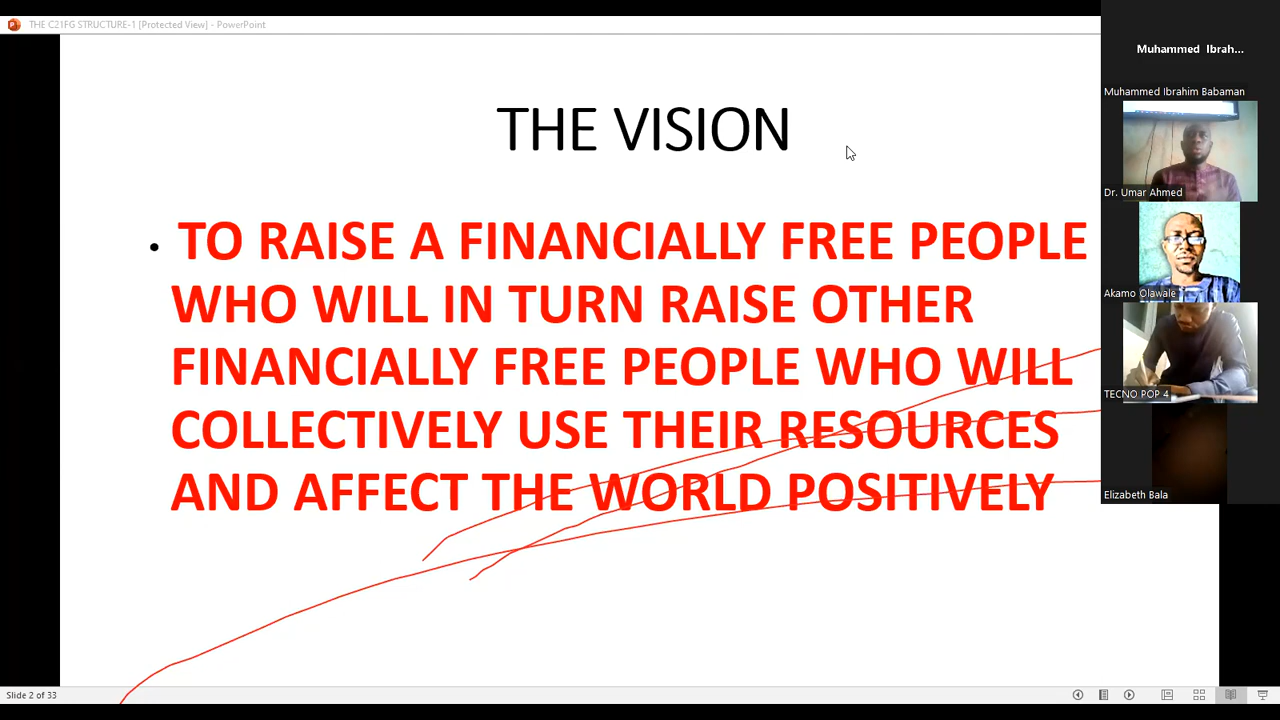 THE C21FG STRUCTURE-1 [Protected View] - PowerPoint
Muhammed Ibrah...
Muhammed Ibrahim Babaman
THE VISION
Dr. Umar Ahmed
• TO RAISE A FINANCIALLY FREE PEOPLE
WHO WILL IN TURN RAISE OTHER
FINANCIALLY FREE PEOPLE WHO WILL
COLLECTIVELY USE THEIR RESOURCES
AND AFFECT THE WORLD POSITIVELY
Akamo Olawale
TECNO POP 4
Elizabeth Bala
Slide 2 of 33